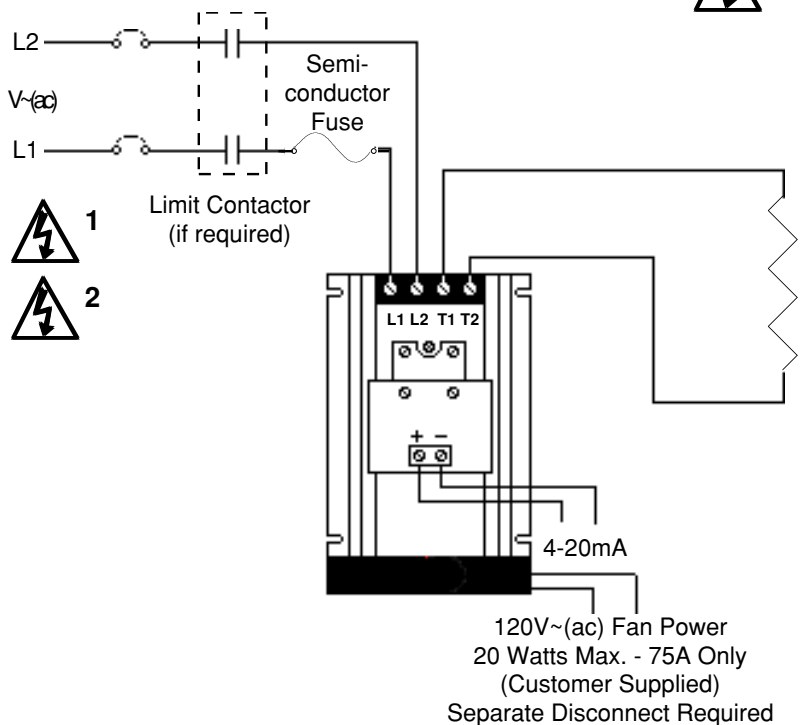 L2
V~(ac)
L1
Semi-
conductor
Fuse
Limit Contactor
(if required)
1
2
L1 L2 T1 T2
+ −
4-20mA
120V~(ac) Fan Power
20 Watts Max. - 75A Only
(Customer Supplied)
Separate Disconnect Required